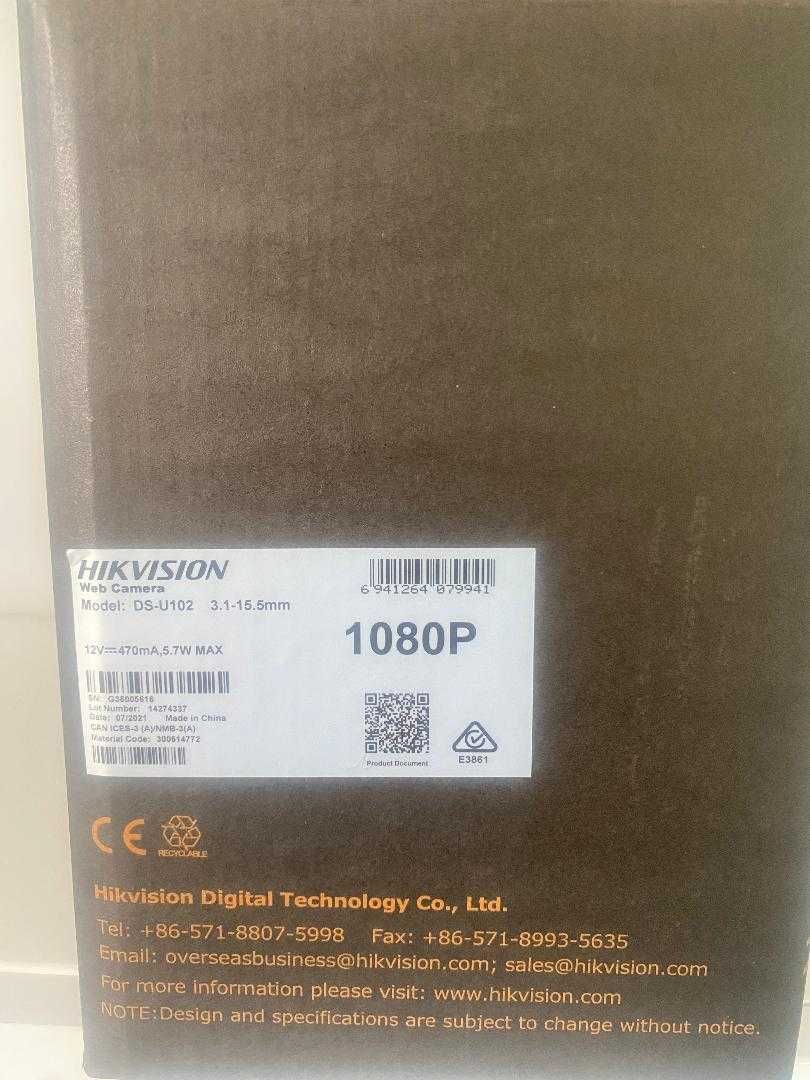 HIKVISION
Web Camera
Model: DS-U102 3.1-15.5mm
6 941264 079941
1080P
12V⎓470mA,5.7W MAX
SN: G36005616
Lot Number: 14274337
Date: 07/2021 Made in China
CAN ICES-3 (A)/NMB-3(A)
Material Code: 300614772
Product Document
E3861
CE
RECYCLABLE
Hikvision Digital Technology Co., Ltd.
Tel: +86-571-8807-5998 Fax: +86-571-8993-5635
Email: overseasbusiness@hikvision.com; sales@hikvision.com
For more information please visit: www.hikvision.com
NOTE:Design and specifications are subject to change without notice.